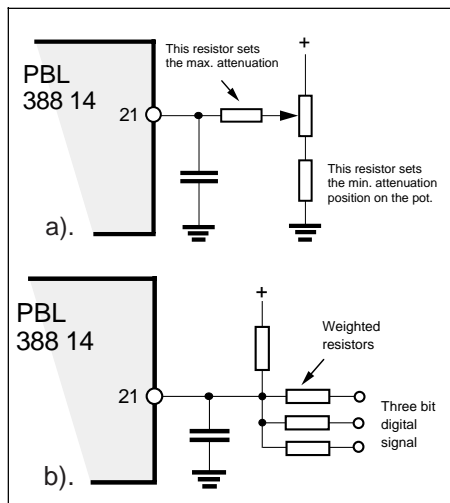 This resistor sets
the max. attenuation
+
PBL
388 14
21
This resistor sets
the min. attenuation
position on the pot.
a).
+
PBL
388 14
Weighted
resistors
21
Three bit
digital
signal
b).